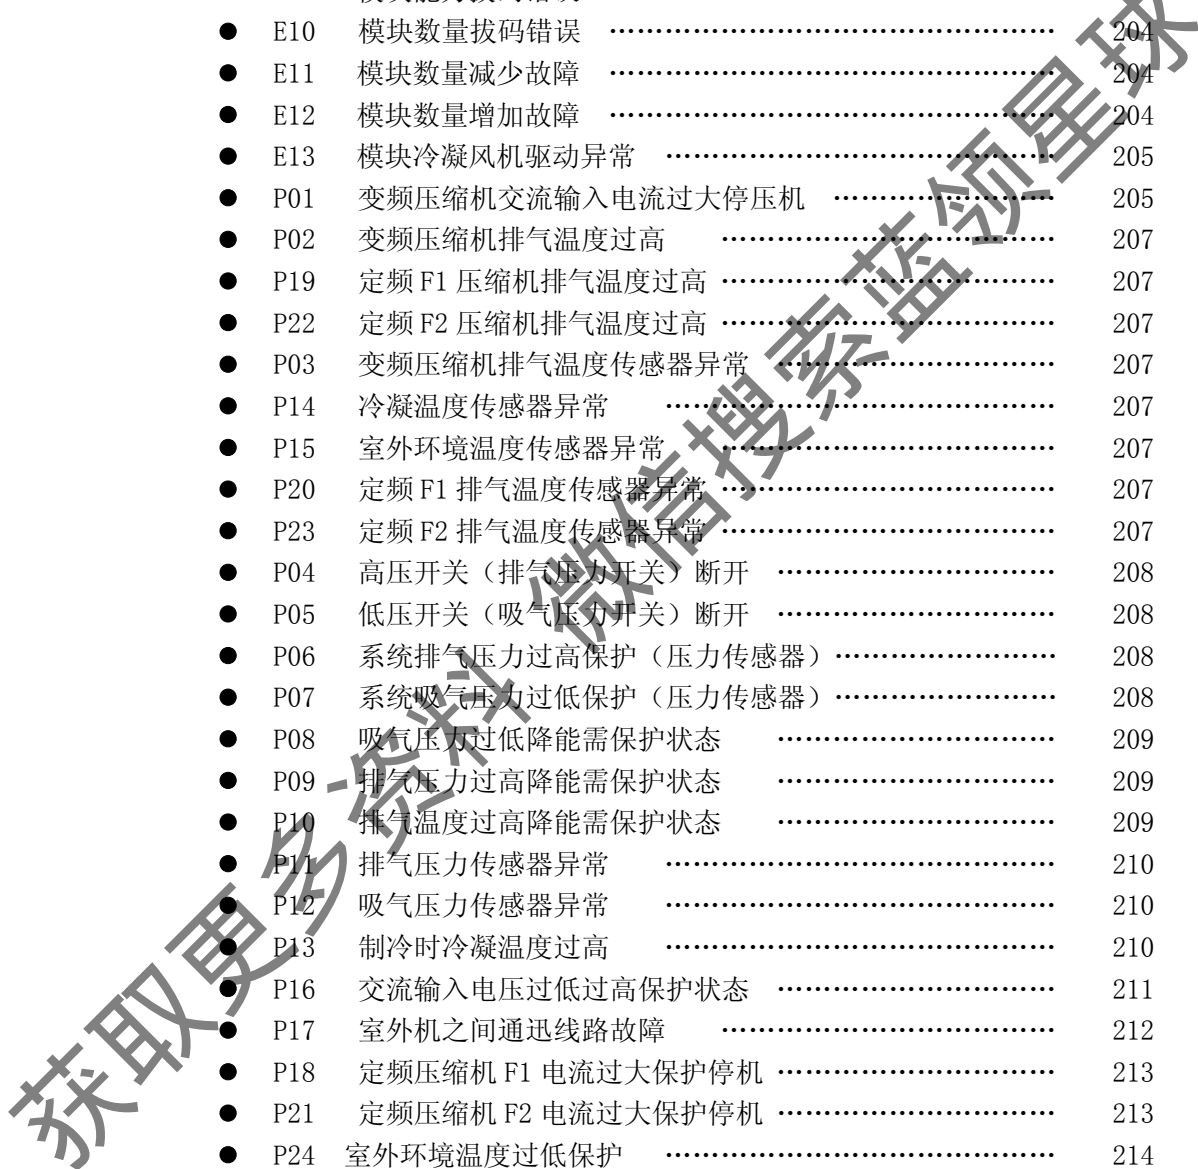 ● E10 模块数量拔码错误 ………………………………………… 204
● E11 模块数量减少故障 ………………………………………… 204
● E12 模块数量增加故障 ………………………………………… 204
● E13 模块冷凝风机驱动异常 …………………………………… 205
● P01 变频压缩机交流输入电流过大停压机 …………………… 205
● P02 变频压缩机排气温度过高 ……………………………… 207
● P19 定频 F1 压缩机排气温度过高 ……………………………… 207
● P22 定频 F2 压缩机排气温度过高 ……………………………… 207
● P03 变频压缩机排气温度传感器异常 ………………………… 207
● P14 冷凝温度传感器异常 …………………………………… 207
● P15 室外环境温度传感器异常 ……………………………… 207
● P20 定频 F1 排气温度传感器异常 ……………………………… 207
● P23 定频 F2 排气温度传感器异常 ……………………………… 207
● P04 高压开关（排气压力开关）断开 ………………………… 208
● P05 低压开关（吸气压力开关）断开 ………………………… 208
● P06 系统排气压力过高保护（压力传感器）…………………… 208
● P07 系统吸气压力过低保护（压力传感器）…………………… 208
● P08 吸气压力过低降能需保护状态 ………………………… 209
● P09 排气压力过高降能需保护状态 ………………………… 209
● P10 排气温度过高降能需保护状态 ………………………… 209
● P11 排气压力传感器异常 …………………………………… 210
● P12 吸气压力传感器异常 …………………………………… 210
● P13 制冷时冷凝温度过高 …………………………………… 210
● P16 交流输入电压过低过高保护状态 ………………………… 211
● P17 室外机之间通迅线路故障 ……………………………… 212
● P18 定频压缩机 F1 电流过大保护停机 ………………………… 213
● P21 定频压缩机 F2 电流过大保护停机 ………………………… 213
● P24 室外环境温度过低保护 …………………………………… 214
获取更多资料 微信搜索蓝领星球